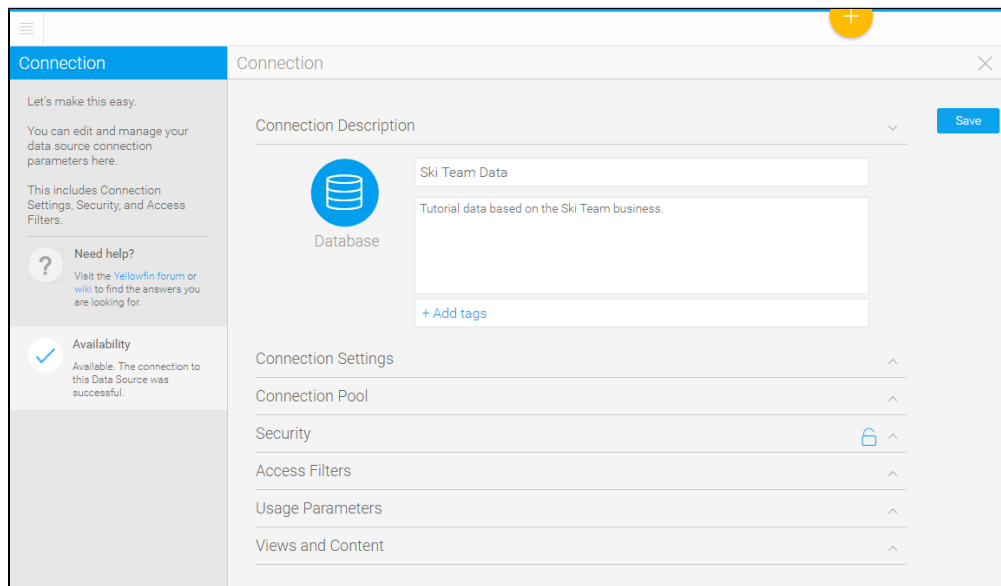 +
Connection
Connection
Let's make this easy.
You can edit and manage your
data source connection
parameters here.
This includes Connection
Settings, Security, and Access
Filters.
?
Need help?
Visit the Yellowfin forum or
wiki to find the answers you
are looking for.
Availability
Available. The connection to
this Data Source was
successful.
Connection Description
Save
Ski Team Data
Tutorial data based on the Ski Team business.
Database
+ Add tags
Connection Settings
Connection Pool
Security
Access Filters
Usage Parameters
Views and Content